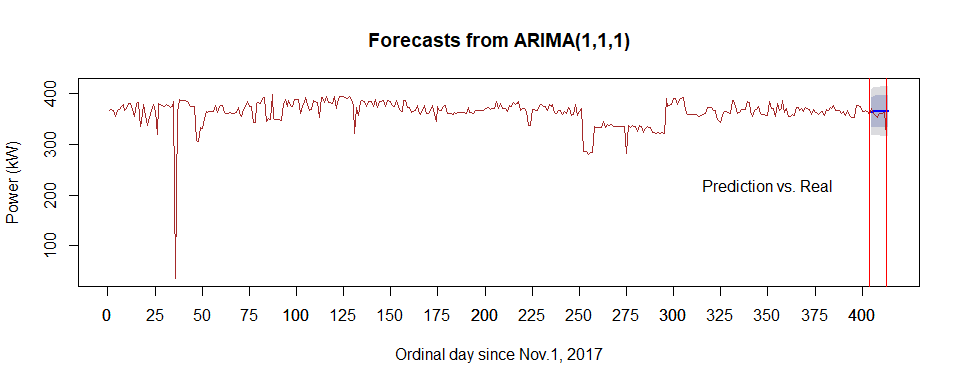 Forecasts from ARIMA(1,1,1)
Power (kW)
400
300
200
100
Prediction vs. Real
0 25 50 75 100 125 150 175 200 225 250 275 300 325 350 375 400
Ordinal day since Nov.1, 2017